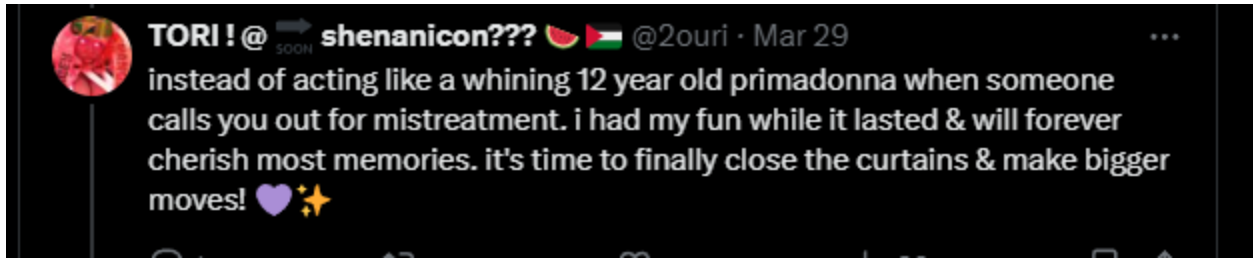 TORI ! @ 🔜 shenanicon??? 🍉 🇵🇸 @2ouri · Mar 29
instead of acting like a whining 12 year old primadonna when someone
calls you out for mistreatment. i had my fun while it lasted & will forever
cherish most memories. it's time to finally close the curtains & make bigger
moves! 💜✨